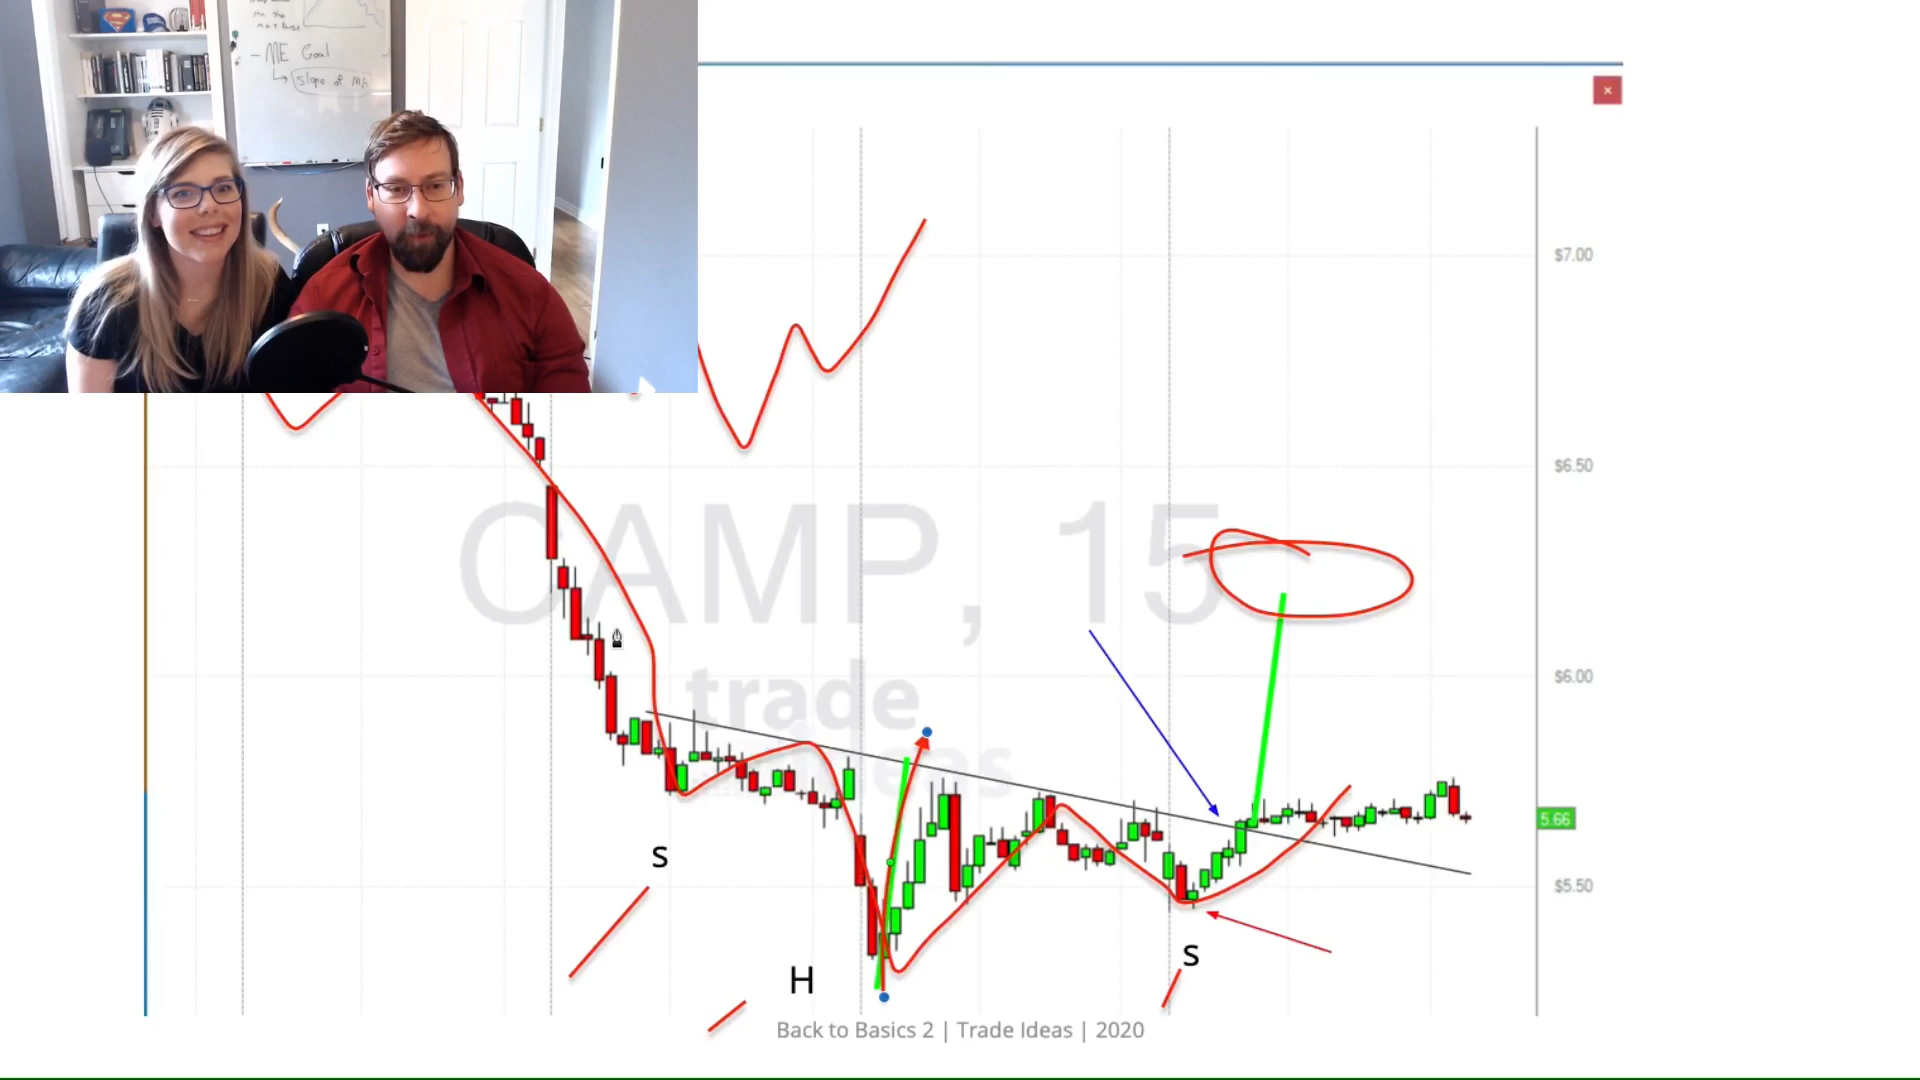 - ME Goal
↳ Slope of MA
$7.00
$6.50
CAMP, 15
$6.00
trade
ideas
5.66
$5.50
S
H
S
Back to Basics 2 | Trade Ideas | 2020